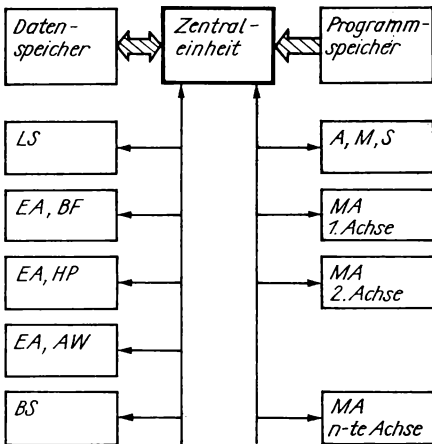 Daten-
speicher
Zentral-
einheit
Programm-
speicher
LS
A, M, S
EA, BF
MA
1. Achse
EA, HP
MA
2. Achse
EA, AW
BS
MA
n-te Achse